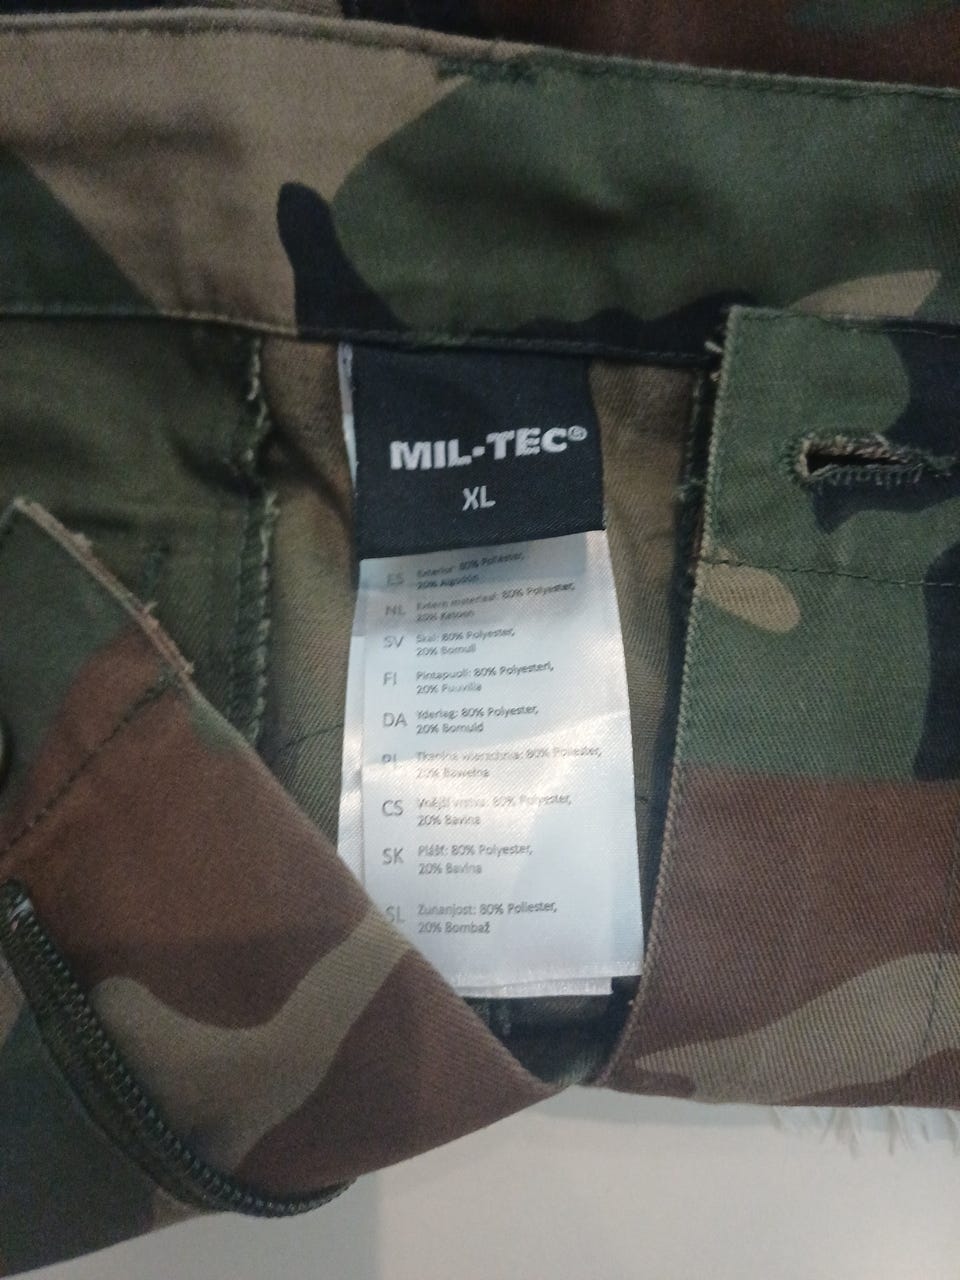 MIL-TEC®
XL
ES Exterior: 80% Poliéster,
20% Algodón
NL Extern materiaal: 80% Polyester,
20% Katoen
SV Skal: 80% Polyester,
20% Bomull
FI Pintapuoli: 80% Polyesteri,
20% Puuvilla
DA Yderlag: 80% Polyester,
20% Bomuld
PL Tkanina wierzchnia: 80% Poliester,
20% Bawełna
CS Vnější vrstva: 80% Polyester,
20% Bavlna
SK Plášť: 80% Polyester,
20% Bavlna
SL Zunanjost: 80% Poliester,
20% Bombaž